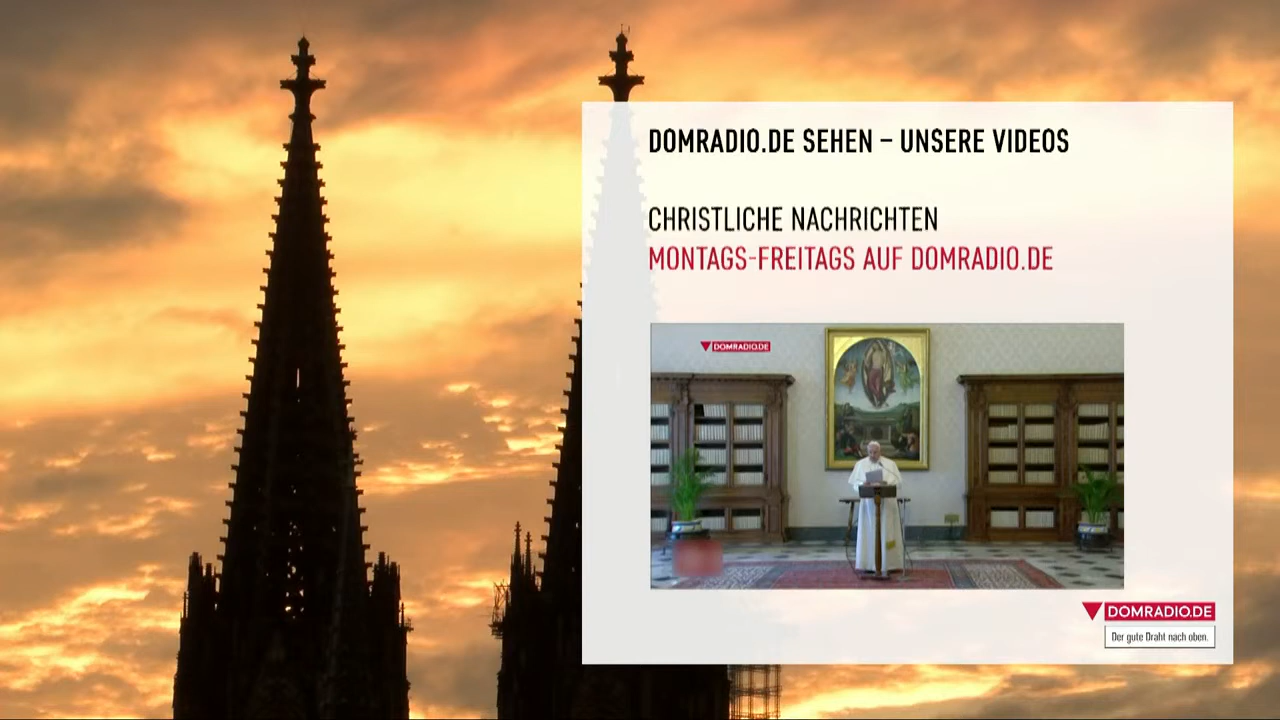 DOMRADIO.DE SEHEN – UNSERE VIDEOS
CHRISTLICHE NACHRICHTEN
MONTAGS-FREITAGS AUF DOMRADIO.DE
DOMRADIO.DE
DOMRADIO.DE
Der gute Draht nach oben.